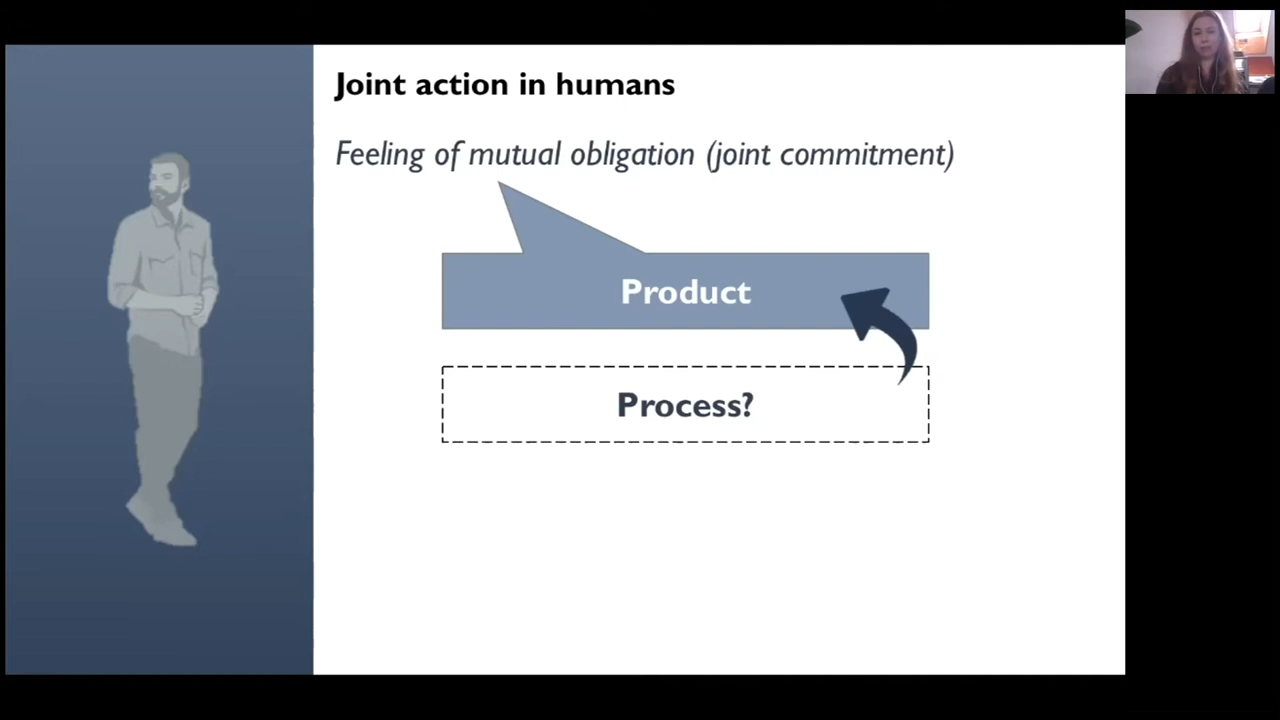 Joint action in humans
Feeling of mutual obligation (joint commitment)
Product
Process?